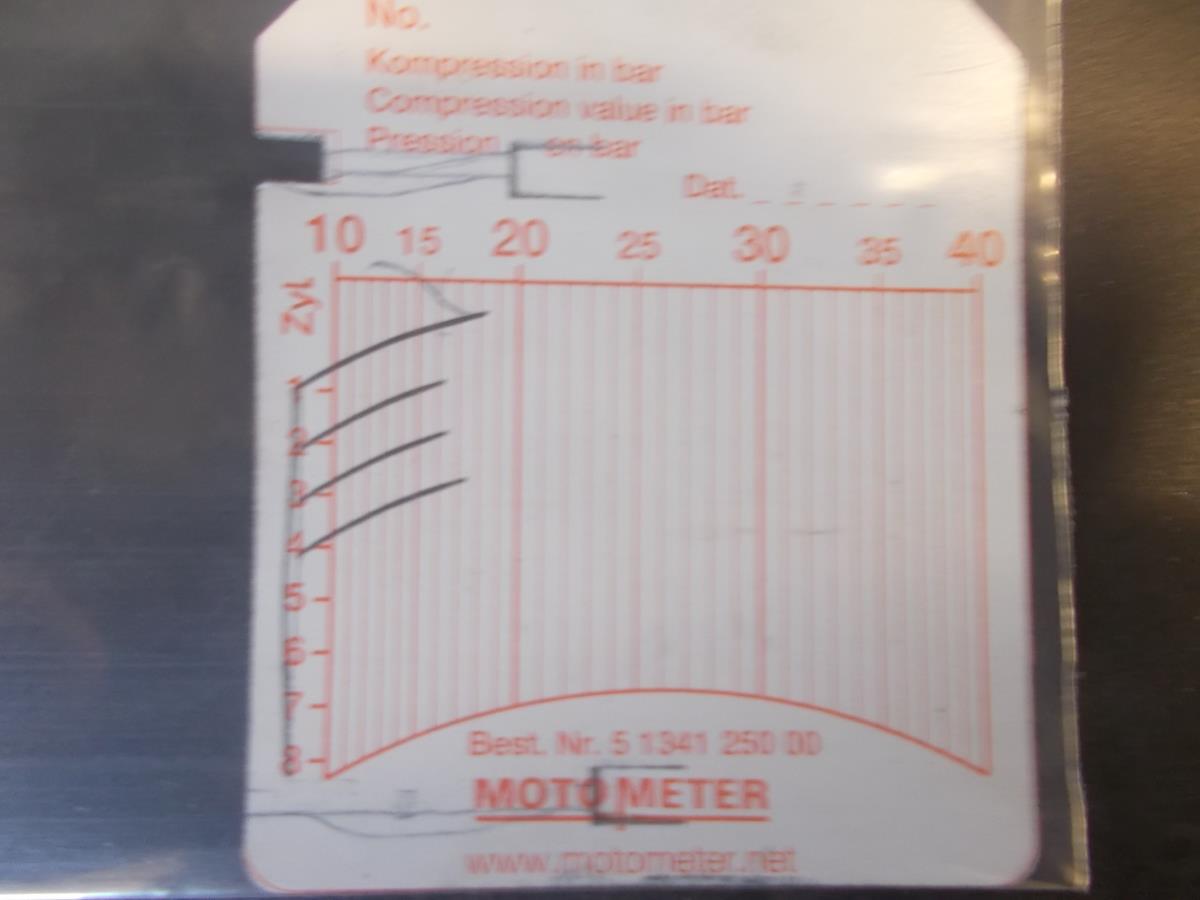 No.
Kompression in bar
Compression value in bar
Pression en bar
Dat.
10 15 20 25 30 35 40
Zyl.
1
2
3
4
5
6
7
8
Best. Nr. 5 1341 250 00
MOTOMETER
www.motometer.net